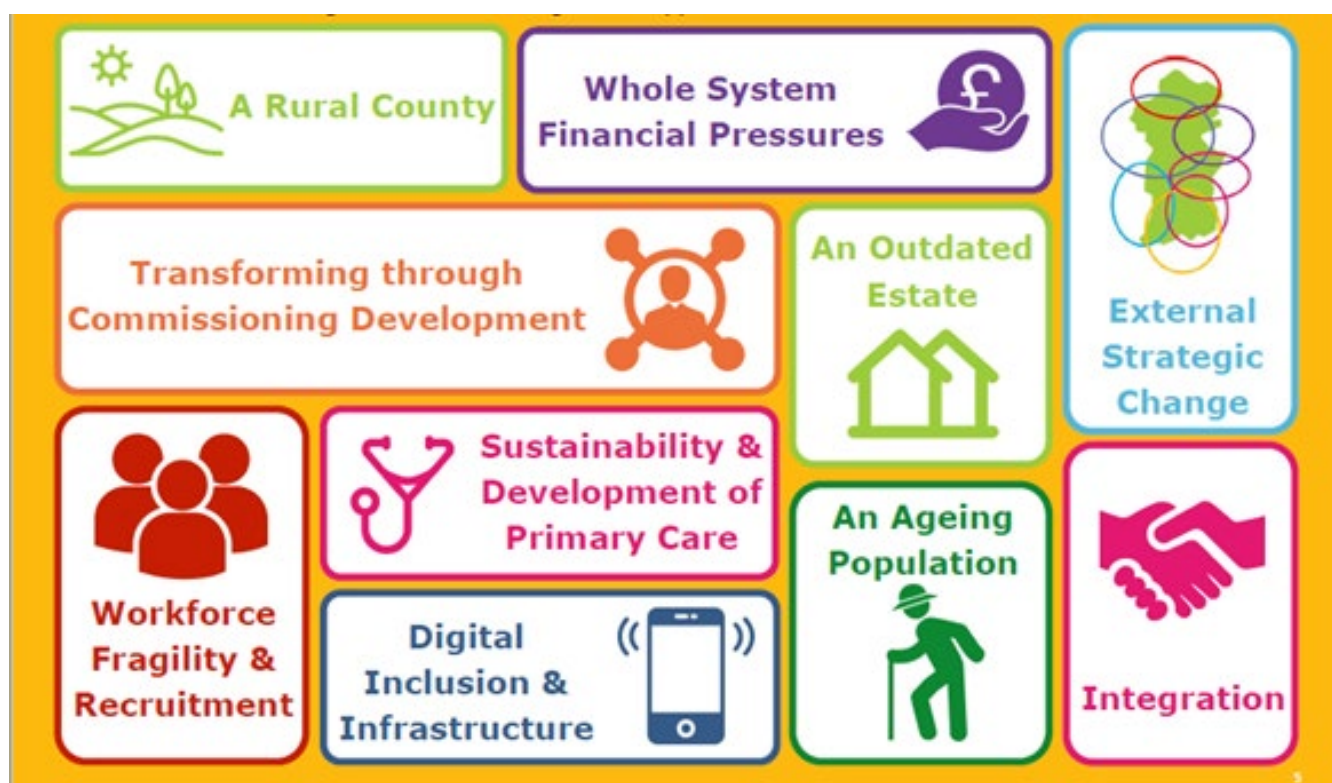 A Rural County
Whole System
Financial Pressures
£
External
Strategic
Change
Transforming through
Commissioning Development
An Outdated
Estate
Workforce
Fragility &
Recruitment
Sustainability &
Development of
Primary Care
Digital
Inclusion &
Infrastructure
An Ageing
Population
Integration